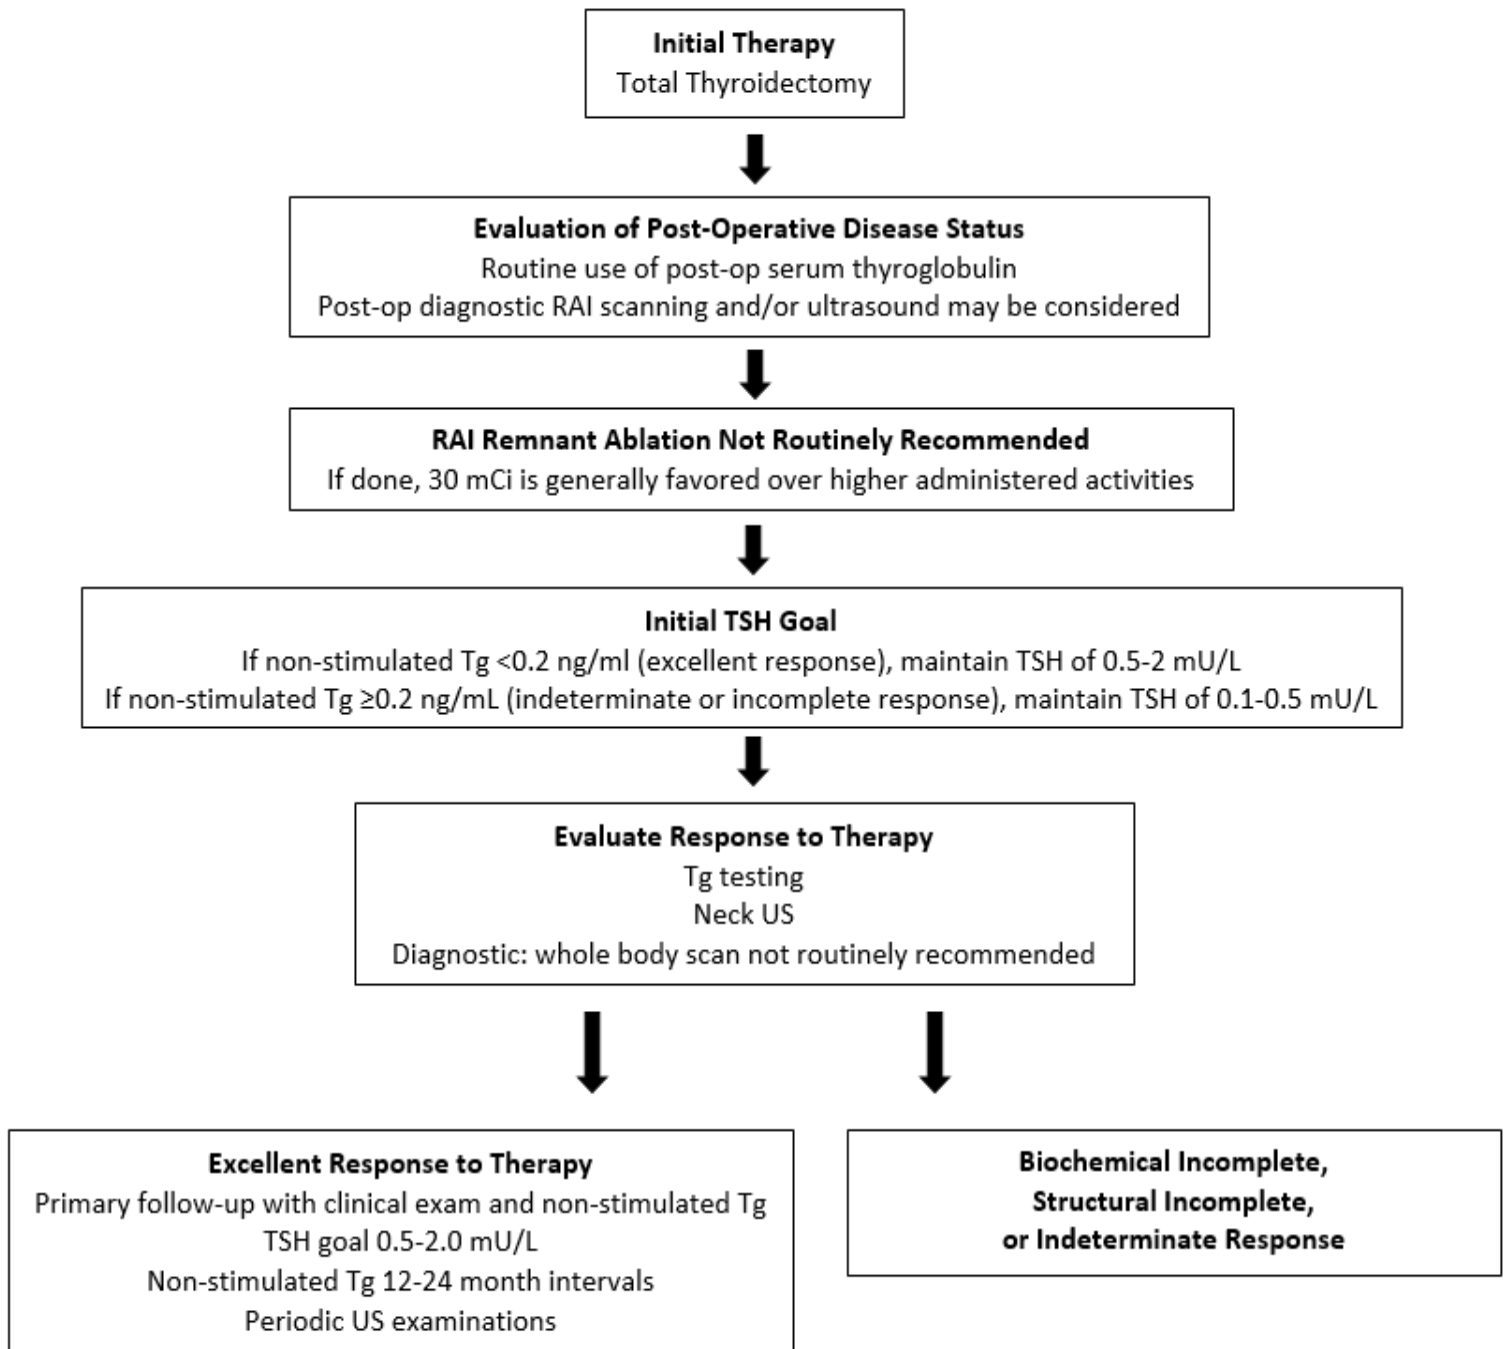 Initial Therapy
Total Thyroidectomy
Evaluation of Post-Operative Disease Status
Routine use of post-op serum thyroglobulin
Post-op diagnostic RAI scanning and/or ultrasound may be considered
RAI Remnant Ablation Not Routinely Recommended
If done, 30 mCi is generally favored over higher administered activities
Initial TSH Goal
If non-stimulated Tg <0.2 ng/ml (excellent response), maintain TSH of 0.5-2 mU/L
If non-stimulated Tg ≥0.2 ng/mL (indeterminate or incomplete response), maintain TSH of 0.1-0.5 mU/L
Evaluate Response to Therapy
Tg testing
Neck US
Diagnostic: whole body scan not routinely recommended
Excellent Response to Therapy
Primary follow-up with clinical exam and non-stimulated Tg
TSH goal 0.5-2.0 mU/L
Non-stimulated Tg 12-24 month intervals
Periodic US examinations
Biochemical Incomplete,
Structural Incomplete,
or Indeterminate Response